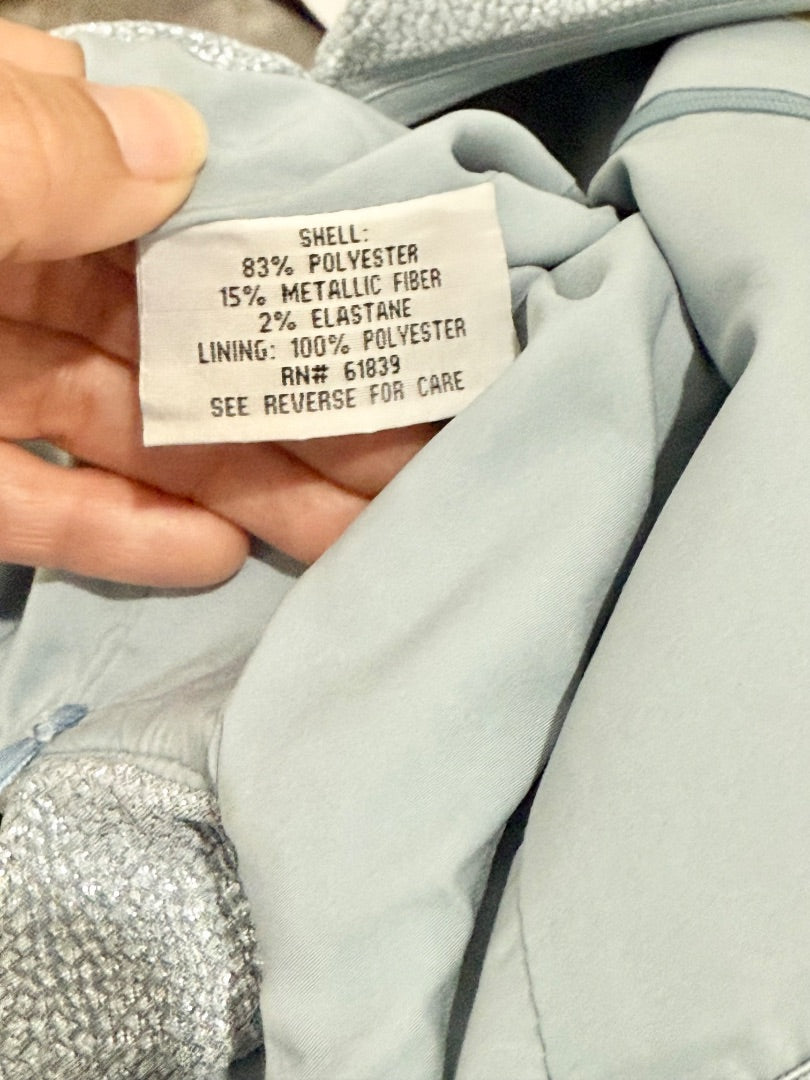 SHELL:
83% POLYESTER
15% METALLIC FIBER
2% ELASTANE
LINING: 100% POLYESTER
RN# 61839
SEE REVERSE FOR CARE